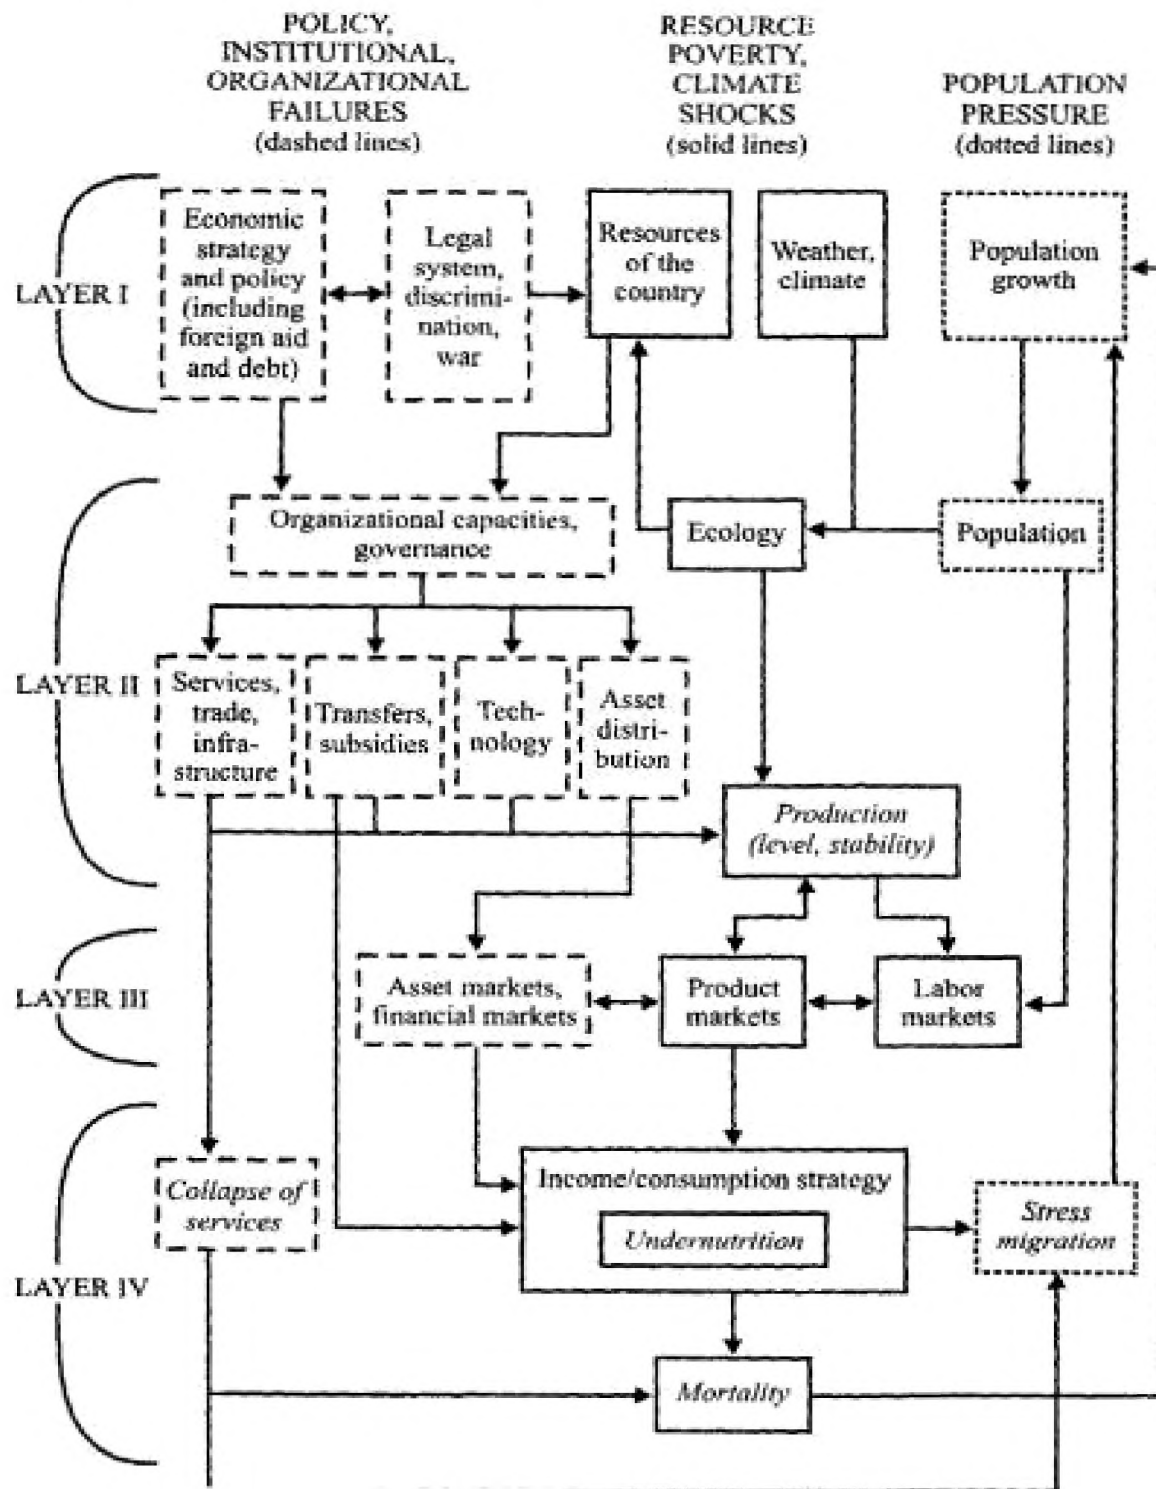 POLICY,
INSTITUTIONAL,
ORGANIZATIONAL
FAILURES
(dashed lines)
RESOURCE
POVERTY,
CLIMATE
SHOCKS
(solid lines)
POPULATION
PRESSURE
(dotted lines)
LAYER I
Economic
strategy
and policy
(including
foreign aid
and debt)
Legal
system,
discrimi-
nation,
war
Resources
of the
country
Weather,
climate
Population
growth
LAYER II
Organizational capacities,
governance
Ecology
Population
Services,
trade,
infra-
structure
Transfers,
subsidies
Tech-
nology
Asset
distri-
bution
Production
(level, stability)
LAYER III
Asset markets,
financial markets
Product
markets
Labor
markets
LAYER IV
Collapse of
services
Income/consumption strategy
Undernutrition
Stress
migration
Mortality